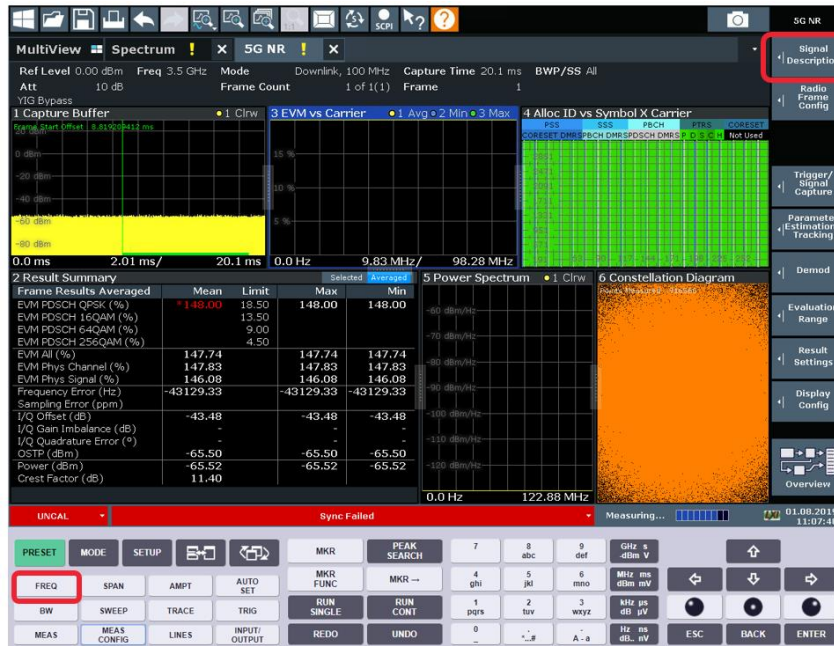 SCPI
5G NR
MultiView Spectrum ! X 5G NR ! X
Ref Level 0.00 dBm Freq 3.5 GHz Mode Downlink, 100 MHz Capture Time 20.1 ms BWP/SS All
Att 10 dB Frame Count 1 of 1(1) Frame 1
YIG Bypass
1 Capture Buffer 1 Clrw
Frame Start Offset 8.819209412 ms
0 dBm
-20 dBm
-40 dBm
-60 dBm
-80 dBm
0.0 ms 2.01 ms/ 20.1 ms
3 EVM vs Carrier 1 Avg 2 Min 3 Max
15 %
10 %
5 %
0.0 Hz 9.83 MHz/ 98.28 MHz
4 Alloc ID vs Symbol X Carrier
PSS SSS PBCH PTRS CORESET
CORESET DMRS PBCH DMRS PDSCH DMRS P D S C H Not Used
2 Result Summary Selected Averaged
Frame Results Averaged Mean Limit Max Min
EVM PDSCH QPSK (%) *148.00 18.50 148.00 148.00
EVM PDSCH 16QAM (%) 13.50
EVM PDSCH 64QAM (%) 9.00
EVM PDSCH 256QAM (%) 4.50
EVM All (%) 147.74 147.74 147.74
EVM Phys Channel (%) 147.83 147.83 147.83
EVM Phys Signal (%) 146.08 146.08 146.08
Frequency Error (Hz) -43129.33 -43129.33 -43129.33
Sampling Error (ppm)
I/Q Offset (dB) -43.48 -43.48 -43.48
I/Q Gain Imbalance (dB) - - -
I/Q Quadrature Error (°) - - -
OSTP (dBm) -65.50 -65.50 -65.50
Power (dBm) -65.52 -65.52 -65.52
Crest Factor (dB) 11.40
5 Power Spectrum 1 Clrw
-60 dBm/Hz
-70 dBm/Hz
-80 dBm/Hz
-90 dBm/Hz
-100 dBm/Hz
-110 dBm/Hz
-120 dBm/Hz
0.0 Hz 122.88 MHz
6 Constellation Diagram
Points Measured
Signal
Descriptio
Radio
Frame
Config
Trigger/
Signal
Capture
Paramete
Estimation
Tracking
Demod
Evaluation
Range
Result
Settings
Display
Config
Overview
UNCAL Sync Failed Measuring... 01.08.2019
11:07:4
PRESET MODE SETUP MKR PEAK SEARCH 7 8 abc 9 def GHz s -dBm V
FREQ SPAN AMPT AUTO SET MKR FUNC MKR→ 4 ghi 5 jkl 6 mno MHz ms dBm mV
BW SWEEP TRACE TRIG RUN SINGLE RUN CONT 1 pqrs 2 tuv 3 wxyz kHz µs dB µV
MEAS MEAS CONFIG LINES INPUT/ OUTPUT REDO UNDO 0 _ . *...# - A - a Hz ns dB.. nV ESC BACK ENTER